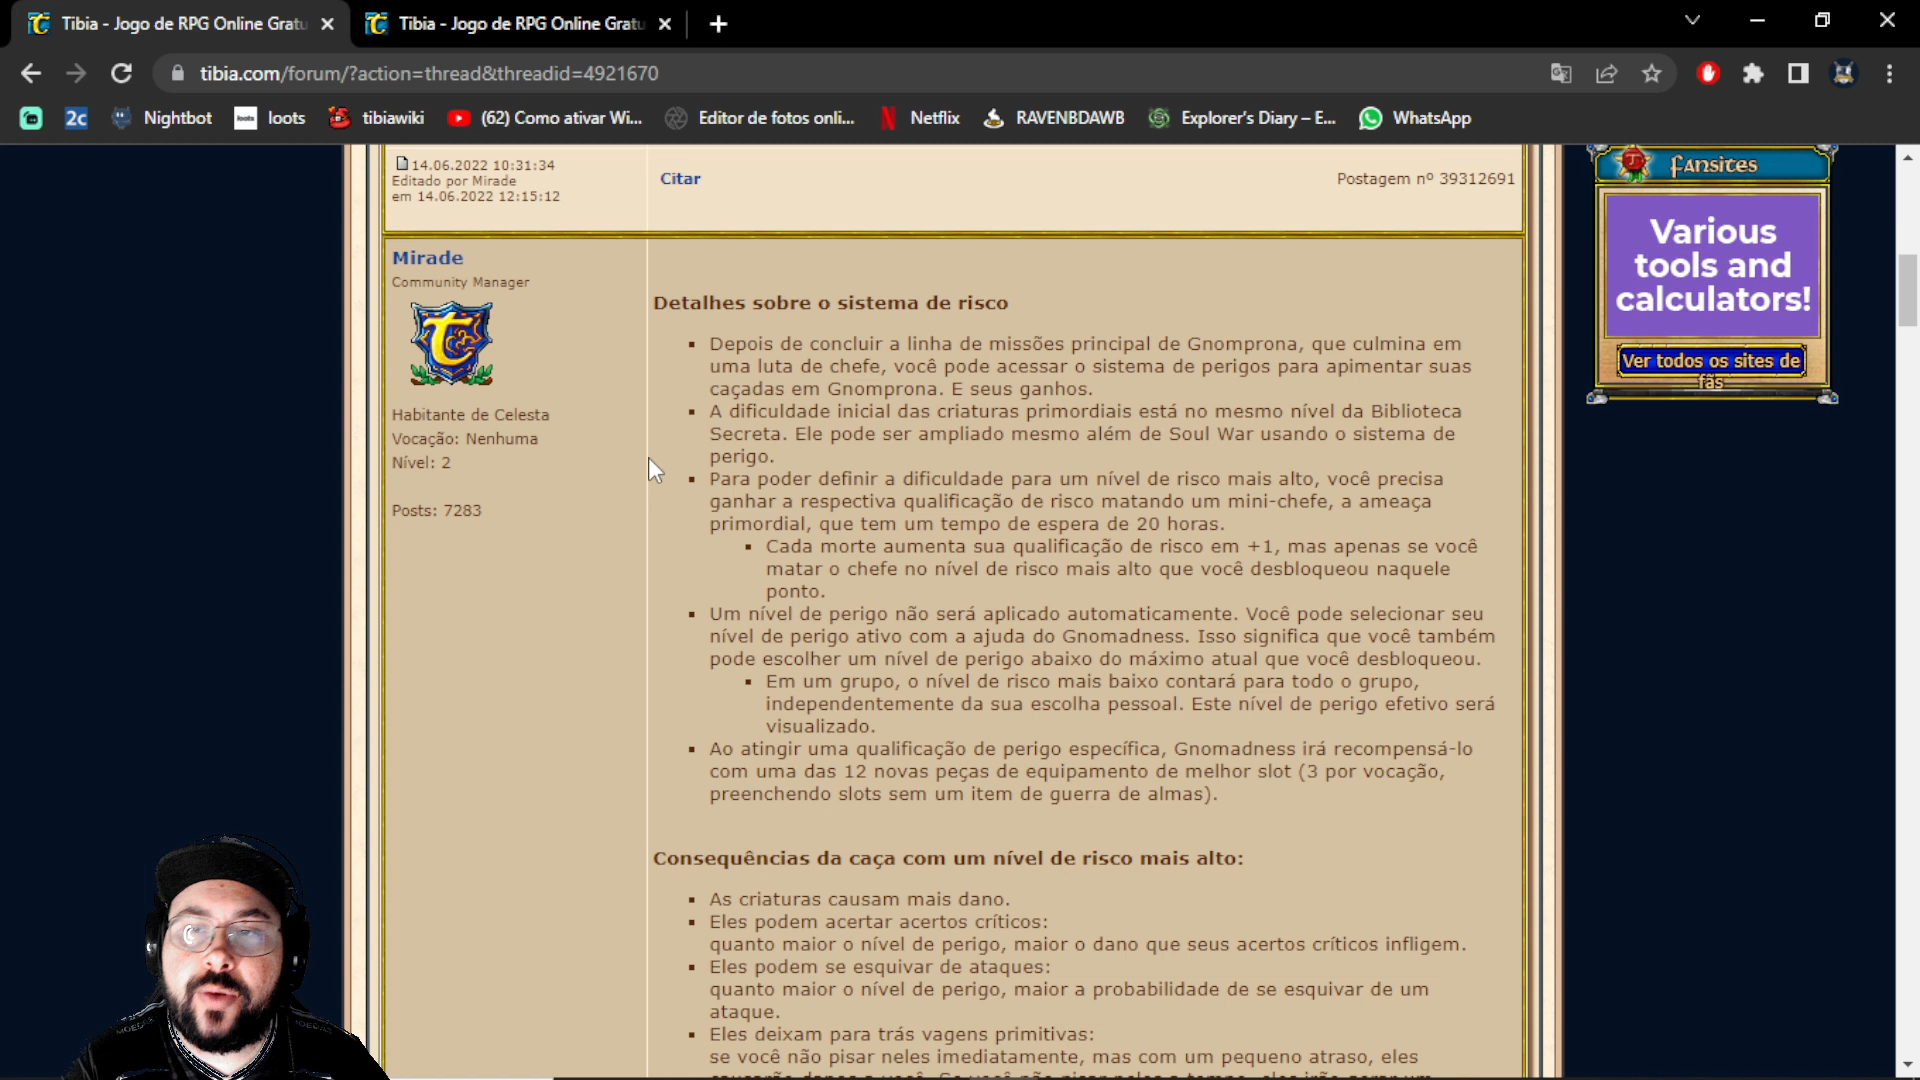 Tibia - Jogo de RPG Online Gratu
Tibia - Jogo de RPG Online Gratu
tibia.com/forum/?action=thread&threadid=4921670
2c
Nightbot
loots
loots
tibiawiki
(62) Como ativar Wi...
Editor de fotos onli...
Netflix
RAVENBDAWB
Explorer's Diary – E...
WhatsApp
14.06.2022 10:31:34
Editado por Mirade
em 14.06.2022 12:15:12
Citar
Postagem nº 39312691
Mirade
Community Manager
Habitante de Celesta
Vocação: Nenhuma
Nível: 2
Posts: 7283
Detalhes sobre o sistema de risco
Depois de concluir a linha de missões principal de Gnomprona, que culmina em
uma luta de chefe, você pode acessar o sistema de perigos para apimentar suas
caçadas em Gnomprona. E seus ganhos.
A dificuldade inicial das criaturas primordiais está no mesmo nível da Biblioteca
Secreta. Ele pode ser ampliado mesmo além de Soul War usando o sistema de
perigo.
Para poder definir a dificuldade para um nível de risco mais alto, você precisa
ganhar a respectiva qualificação de risco matando um mini-chefe, a ameaça
primordial, que tem um tempo de espera de 20 horas.
Cada morte aumenta sua qualificação de risco em +1, mas apenas se você
matar o chefe no nível de risco mais alto que você desbloqueou naquele
ponto.
Um nível de perigo não será aplicado automaticamente. Você pode selecionar seu
nível de perigo ativo com a ajuda do Gnomadness. Isso significa que você também
pode escolher um nível de perigo abaixo do máximo atual que você desbloqueou.
Em um grupo, o nível de risco mais baixo contará para todo o grupo,
independentemente da sua escolha pessoal. Este nível de perigo efetivo será
visualizado.
Ao atingir uma qualificação de perigo específica, Gnomadness irá recompensá-lo
com uma das 12 novas peças de equipamento de melhor slot (3 por vocação,
preenchendo slots sem um item de guerra de almas).
Consequências da caça com um nível de risco mais alto:
As criaturas causam mais dano.
Eles podem acertar acertos críticos:
quanto maior o nível de perigo, maior o dano que seus acertos críticos infligem.
Eles podem se esquivar de ataques:
quanto maior o nível de perigo, maior a probabilidade de se esquivar de um
ataque.
Eles deixam para trás vagens primitivas:
se você não pisar neles imediatamente, mas com um pequeno atraso, eles
Fansites
Various
tools and
calculators!
Ver todos os sites de
fãs